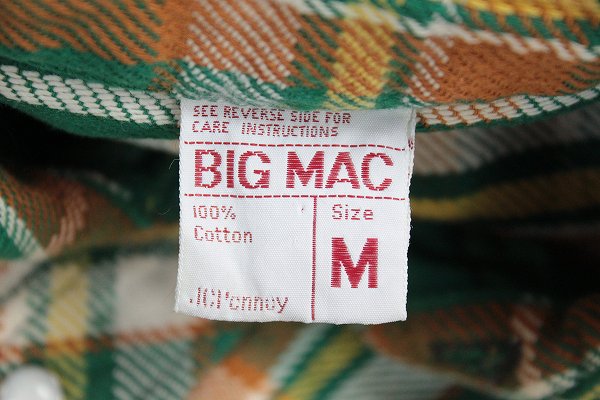 SEE REVERSE SIDE FOR
CARE INSTRUCTIONS
BIG MAC
100%
Cotton
Size
M
JCPenney